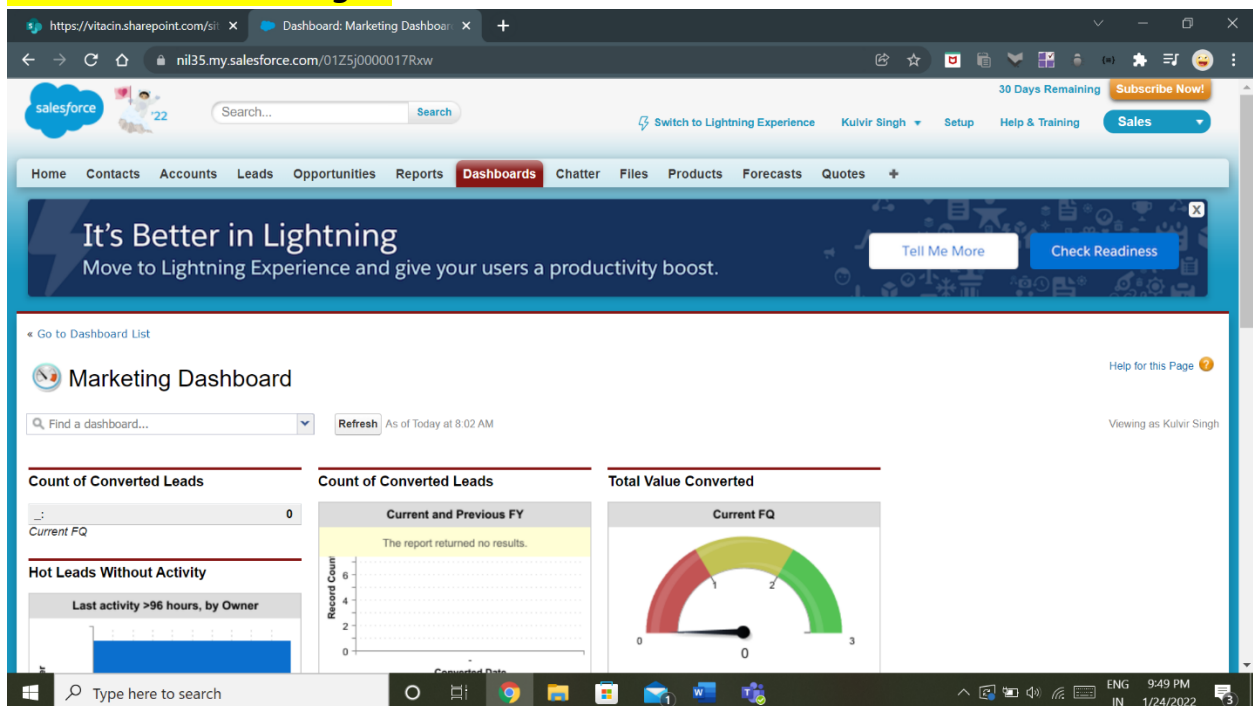 https://vitacin.sharepoint.com/sit
Dashboard: Marketing Dashboar
nil35.my.salesforce.com/01Z5j0000017Rxw
salesforce
'22
Search...
Search
30 Days Remaining
Subscribe Now!
Switch to Lightning Experience
Kulvir Singh
Setup
Help & Training
Sales
Home Contacts Accounts Leads Opportunities Reports Dashboards Chatter Files Products Forecasts Quotes +
It's Better in Lightning
Move to Lightning Experience and give your users a productivity boost.
Tell Me More
Check Readiness
X
« Go to Dashboard List
Marketing Dashboard
Help for this Page
Find a dashboard...
Refresh As of Today at 8:02 AM
Viewing as Kulvir Singh
Count of Converted Leads
_: 0
Current FQ
Hot Leads Without Activity
Last activity >96 hours, by Owner
Count of Converted Leads
Current and Previous FY
The report returned no results.
Record Count
6
4
2
0
-
Converted Date
Total Value Converted
Current FQ
0
1
2
3
0
Type here to search
1
ENG
IN
9:49 PM
1/24/2022
3